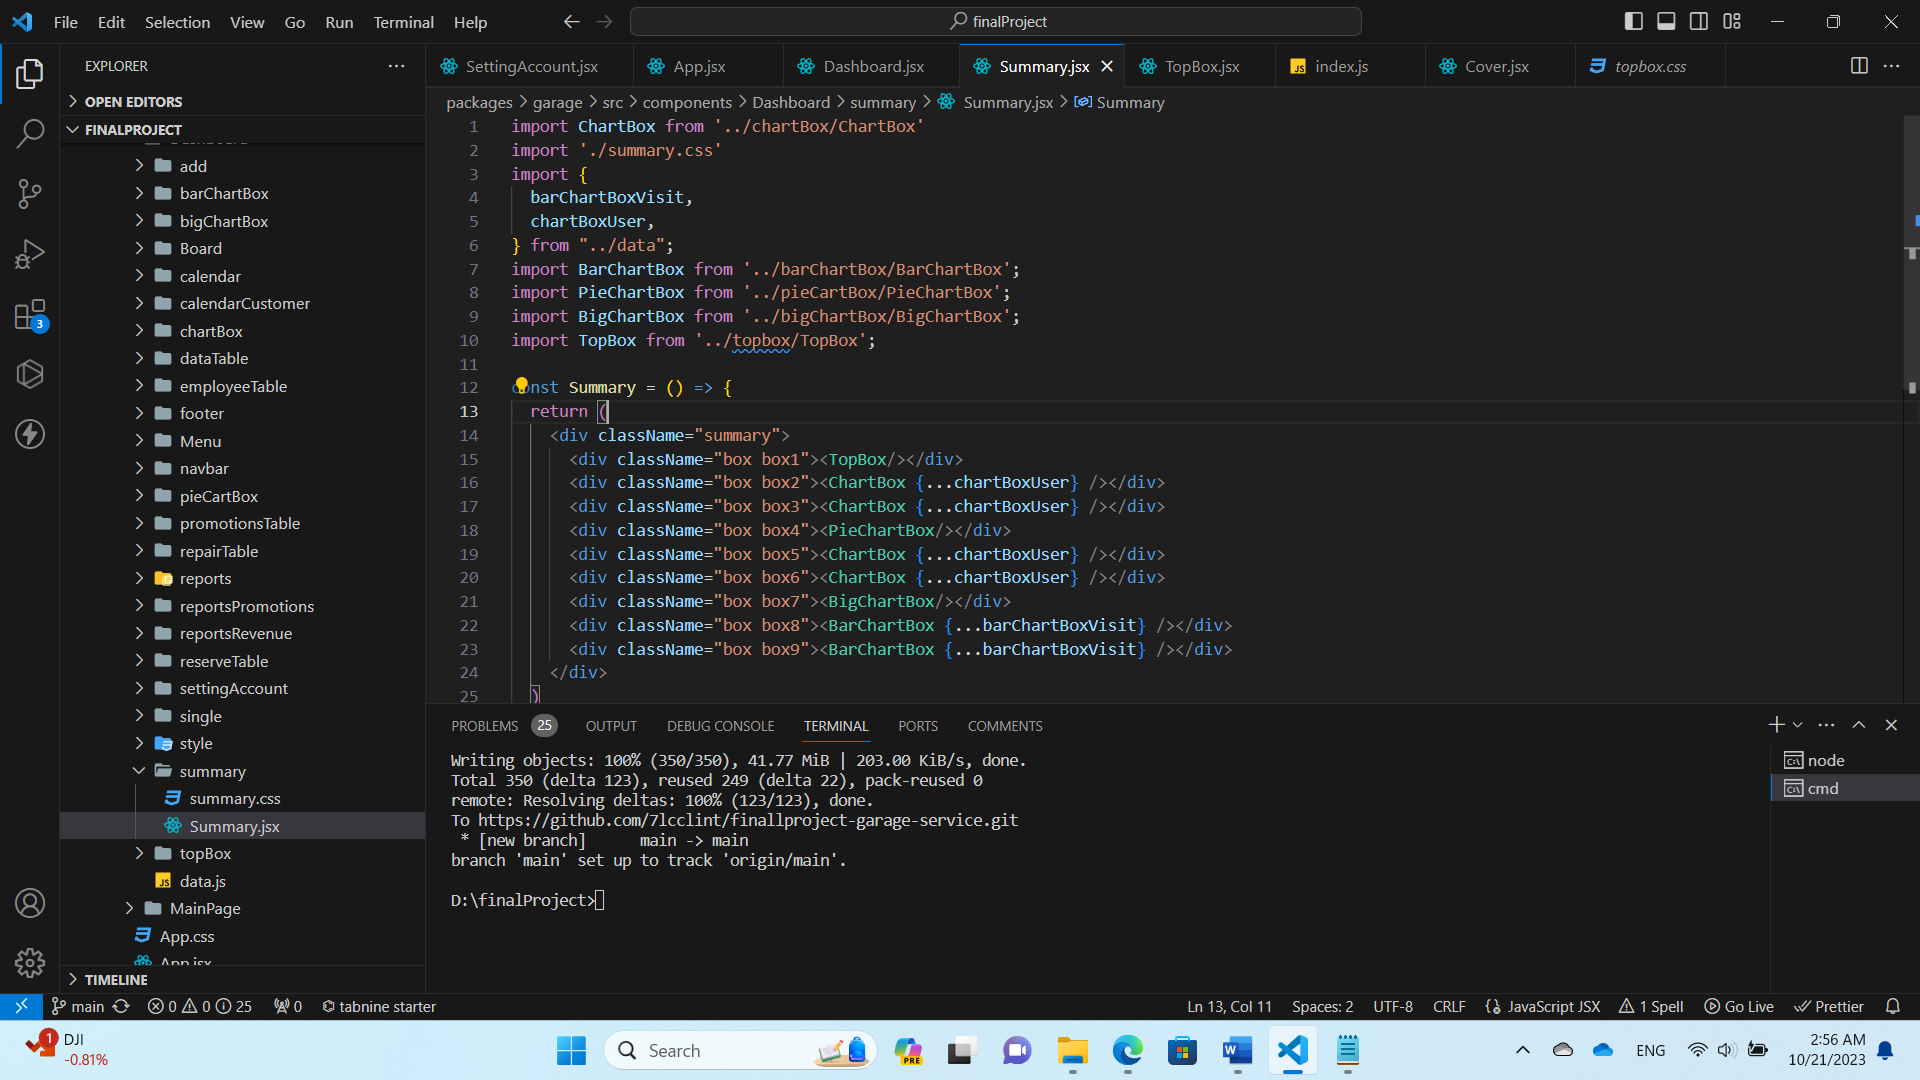 File Edit Selection View Go Run Terminal Help
finalProject
EXPLORER
OPEN EDITORS
FINALPROJECT
add
barChartBox
bigChartBox
Board
calendar
calendarCustomer
chartBox
dataTable
employeeTable
footer
Menu
navbar
pieCartBox
promotionsTable
repairTable
reports
reportsPromotions
reportsRevenue
reserveTable
settingAccount
single
style
summary
summary.css
Summary.jsx
topBox
data.js
MainPage
App.css
App.jsx
TIMELINE
3
SettingAccount.jsx App.jsx Dashboard.jsx Summary.jsx TopBox.jsx index.js Cover.jsx topbox.css
packages > garage > src > components > Dashboard > summary > Summary.jsx > Summary
1 import ChartBox from '../chartBox/ChartBox'
2 import './summary.css'
3 import {
4 barChartBoxVisit,
5 chartBoxUser,
6 } from "../data";
7 import BarChartBox from '../barChartBox/BarChartBox';
8 import PieChartBox from '../pieCartBox/PieChartBox';
9 import BigChartBox from '../bigChartBox/BigChartBox';
10 import TopBox from '../topbox/TopBox';
11
12 const Summary = () => {
13 return (
14 <div className="summary">
15 <div className="box box1"><TopBox/></div>
16 <div className="box box2"><ChartBox {...chartBoxUser} /></div>
17 <div className="box box3"><ChartBox {...chartBoxUser} /></div>
18 <div className="box box4"><PieChartBox/></div>
19 <div className="box box5"><ChartBox {...chartBoxUser} /></div>
20 <div className="box box6"><ChartBox {...chartBoxUser} /></div>
21 <div className="box box7"><BigChartBox/></div>
22 <div className="box box8"><BarChartBox {...barChartBoxVisit} /></div>
23 <div className="box box9"><BarChartBox {...barChartBoxVisit} /></div>
24 </div>
25 )
PROBLEMS 25 OUTPUT DEBUG CONSOLE TERMINAL PORTS COMMENTS
Writing objects: 100% (350/350), 41.77 MiB | 203.00 KiB/s, done.
Total 350 (delta 123), reused 249 (delta 22), pack-reused 0
remote: Resolving deltas: 100% (123/123), done.
To https://github.com/7lcclint/finallproject-garage-service.git
* [new branch] main -> main
branch 'main' set up to track 'origin/main'.
D:\finalProject>
node
cmd
main 0 0 25 0 tabnine starter Ln 13, Col 11 Spaces: 2 UTF-8 CRLF JavaScript JSX 1 Spell Go Live Prettier
1 DJI
-0.81%
Search
PRE
ENG
2:56 AM
10/21/2023